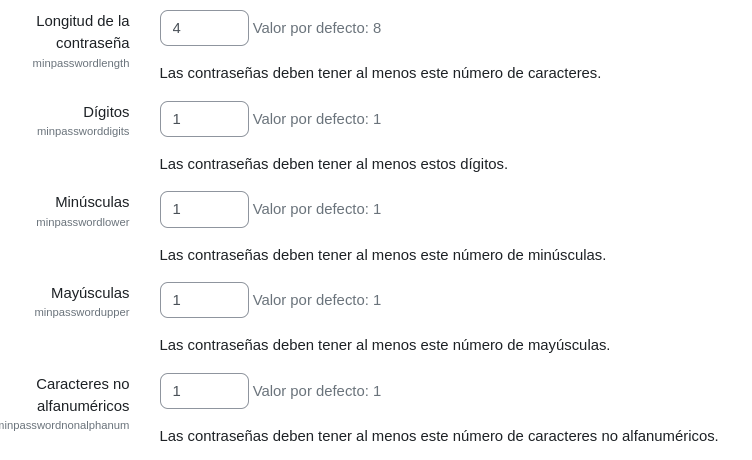 Longitud de la
contraseña
minpasswordlength
4
Valor por defecto: 8
Las contraseñas deben tener al menos este número de caracteres.
Dígitos
minpassworddigits
1
Valor por defecto: 1
Las contraseñas deben tener al menos estos dígitos.
Minúsculas
minpasswordlower
1
Valor por defecto: 1
Las contraseñas deben tener al menos este número de minúsculas.
Mayúsculas
minpasswordupper
1
Valor por defecto: 1
Las contraseñas deben tener al menos este número de mayúsculas.
Caracteres no
alfanuméricos
minpasswordnonalphanum
1
Valor por defecto: 1
Las contraseñas deben tener al menos este número de caracteres no alfanuméricos.